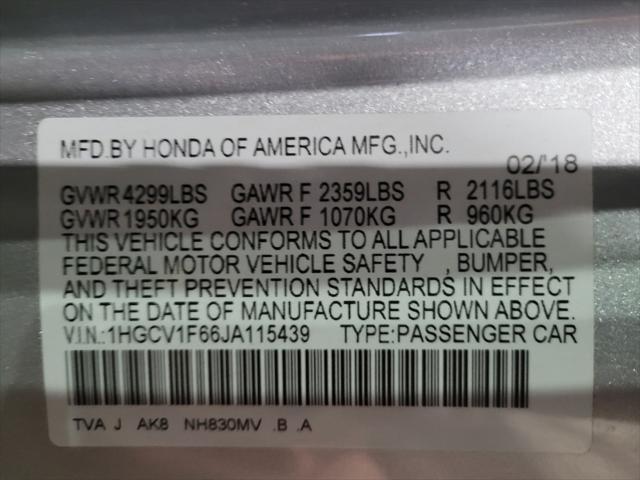 MFD.BY HONDA OF AMERICA MFG.,INC.
02/'18
GVWR 4299LBS GAWR F 2359LBS R 2116LBS
GVWR 1950KG GAWR F 1070KG R 960KG
THIS VEHICLE CONFORMS TO ALL APPLICABLE
FEDERAL MOTOR VEHICLE SAFETY , BUMPER,
AND THEFT PREVENTION STANDARDS IN EFFECT
ON THE DATE OF MANUFACTURE SHOWN ABOVE.
V.I.N.:1HGCV1F66JA115439 TYPE:PASSENGER CAR
TVA J AK8 NH830MV .B .A